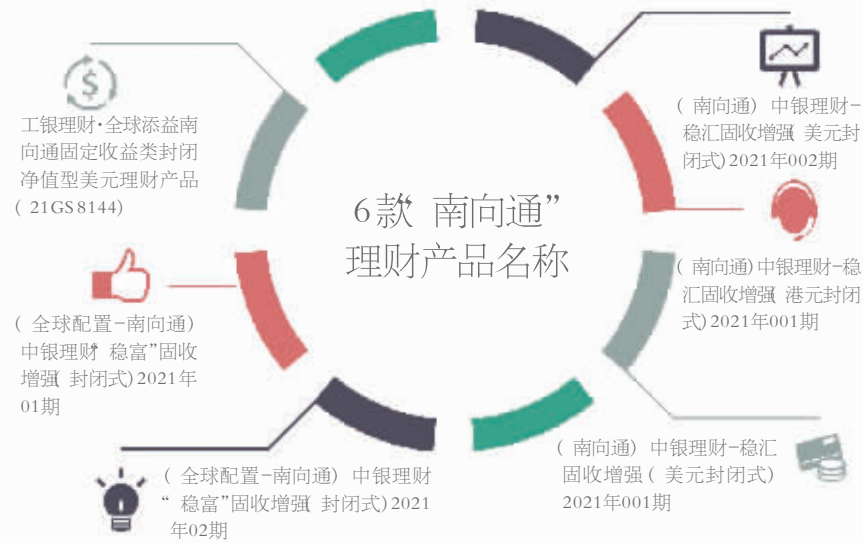 6款“南向通”
理财产品名称
工银理财·全球添益南
向通固定收益类封闭
净值型美元理财产品
(21GS8144)
(全球配置-南向通)
中银理财“稳富”固收
增强(封闭式)2021年
01期
(全球配置-南向通)中银理财
“稳富”固收增强(封闭式)2021
年02期
(南向通)中银理财-
稳汇固收增强(美元封
闭式)2021年002期
(南向通)中银理财-稳
汇固收增强(港元封闭
式)2021年001期
(南向通)中银理财-稳汇
固收增强(美元封闭式)
2021年001期